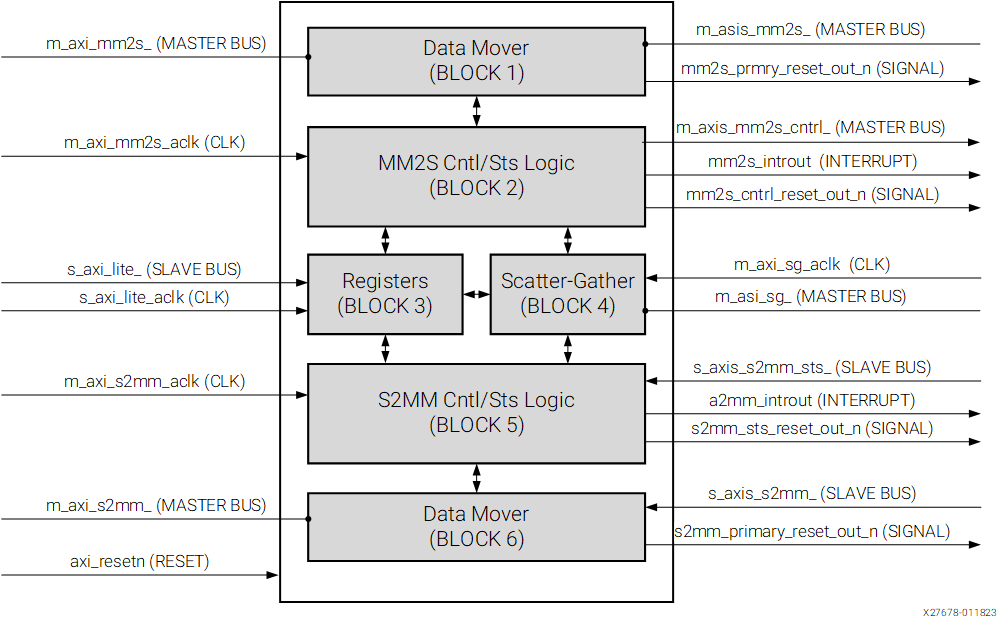 m_axi_mm2s_ (MASTER BUS)
Data Mover
(BLOCK 1)
m_asis_mm2s_ (MASTER BUS)
mm2s_prmry_reset_out_n (SIGNAL)
m_axi_mm2s_aclk (CLK)
MM2S Cntl/Sts Logic
(BLOCK 2)
m_axis_mm2s_cntrl_ (MASTER BUS)
mm2s_introut (INTERRUPT)
mm2s_cntrl_reset_out_n (SIGNAL)
s_axi_lite_ (SLAVE BUS)
s_axi_lite_aclk (CLK)
Registers
(BLOCK 3)
Scatter-Gather
(BLOCK 4)
m_axi_sg_aclk (CLK)
m_asi_sg_ (MASTER BUS)
m_axi_s2mm_aclk (CLK)
S2MM Cntl/Sts Logic
(BLOCK 5)
s_axis_s2mm_sts_ (SLAVE BUS)
a2mm_introut (INTERRUPT)
s2mm_sts_reset_out_n (SIGNAL)
m_axi_s2mm_ (MASTER BUS)
Data Mover
(BLOCK 6)
s_axis_s2mm_ (SLAVE BUS)
s2mm_primary_reset_out_n (SIGNAL)
axi_resetn (RESET)
X27678-011823